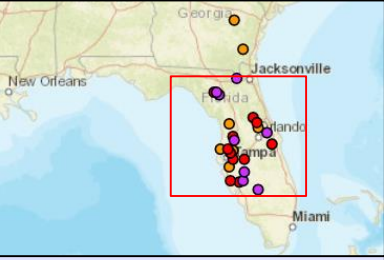 Georgia
Jacksonville
New Orleans
Florida
Orlando
Tampa
Miami